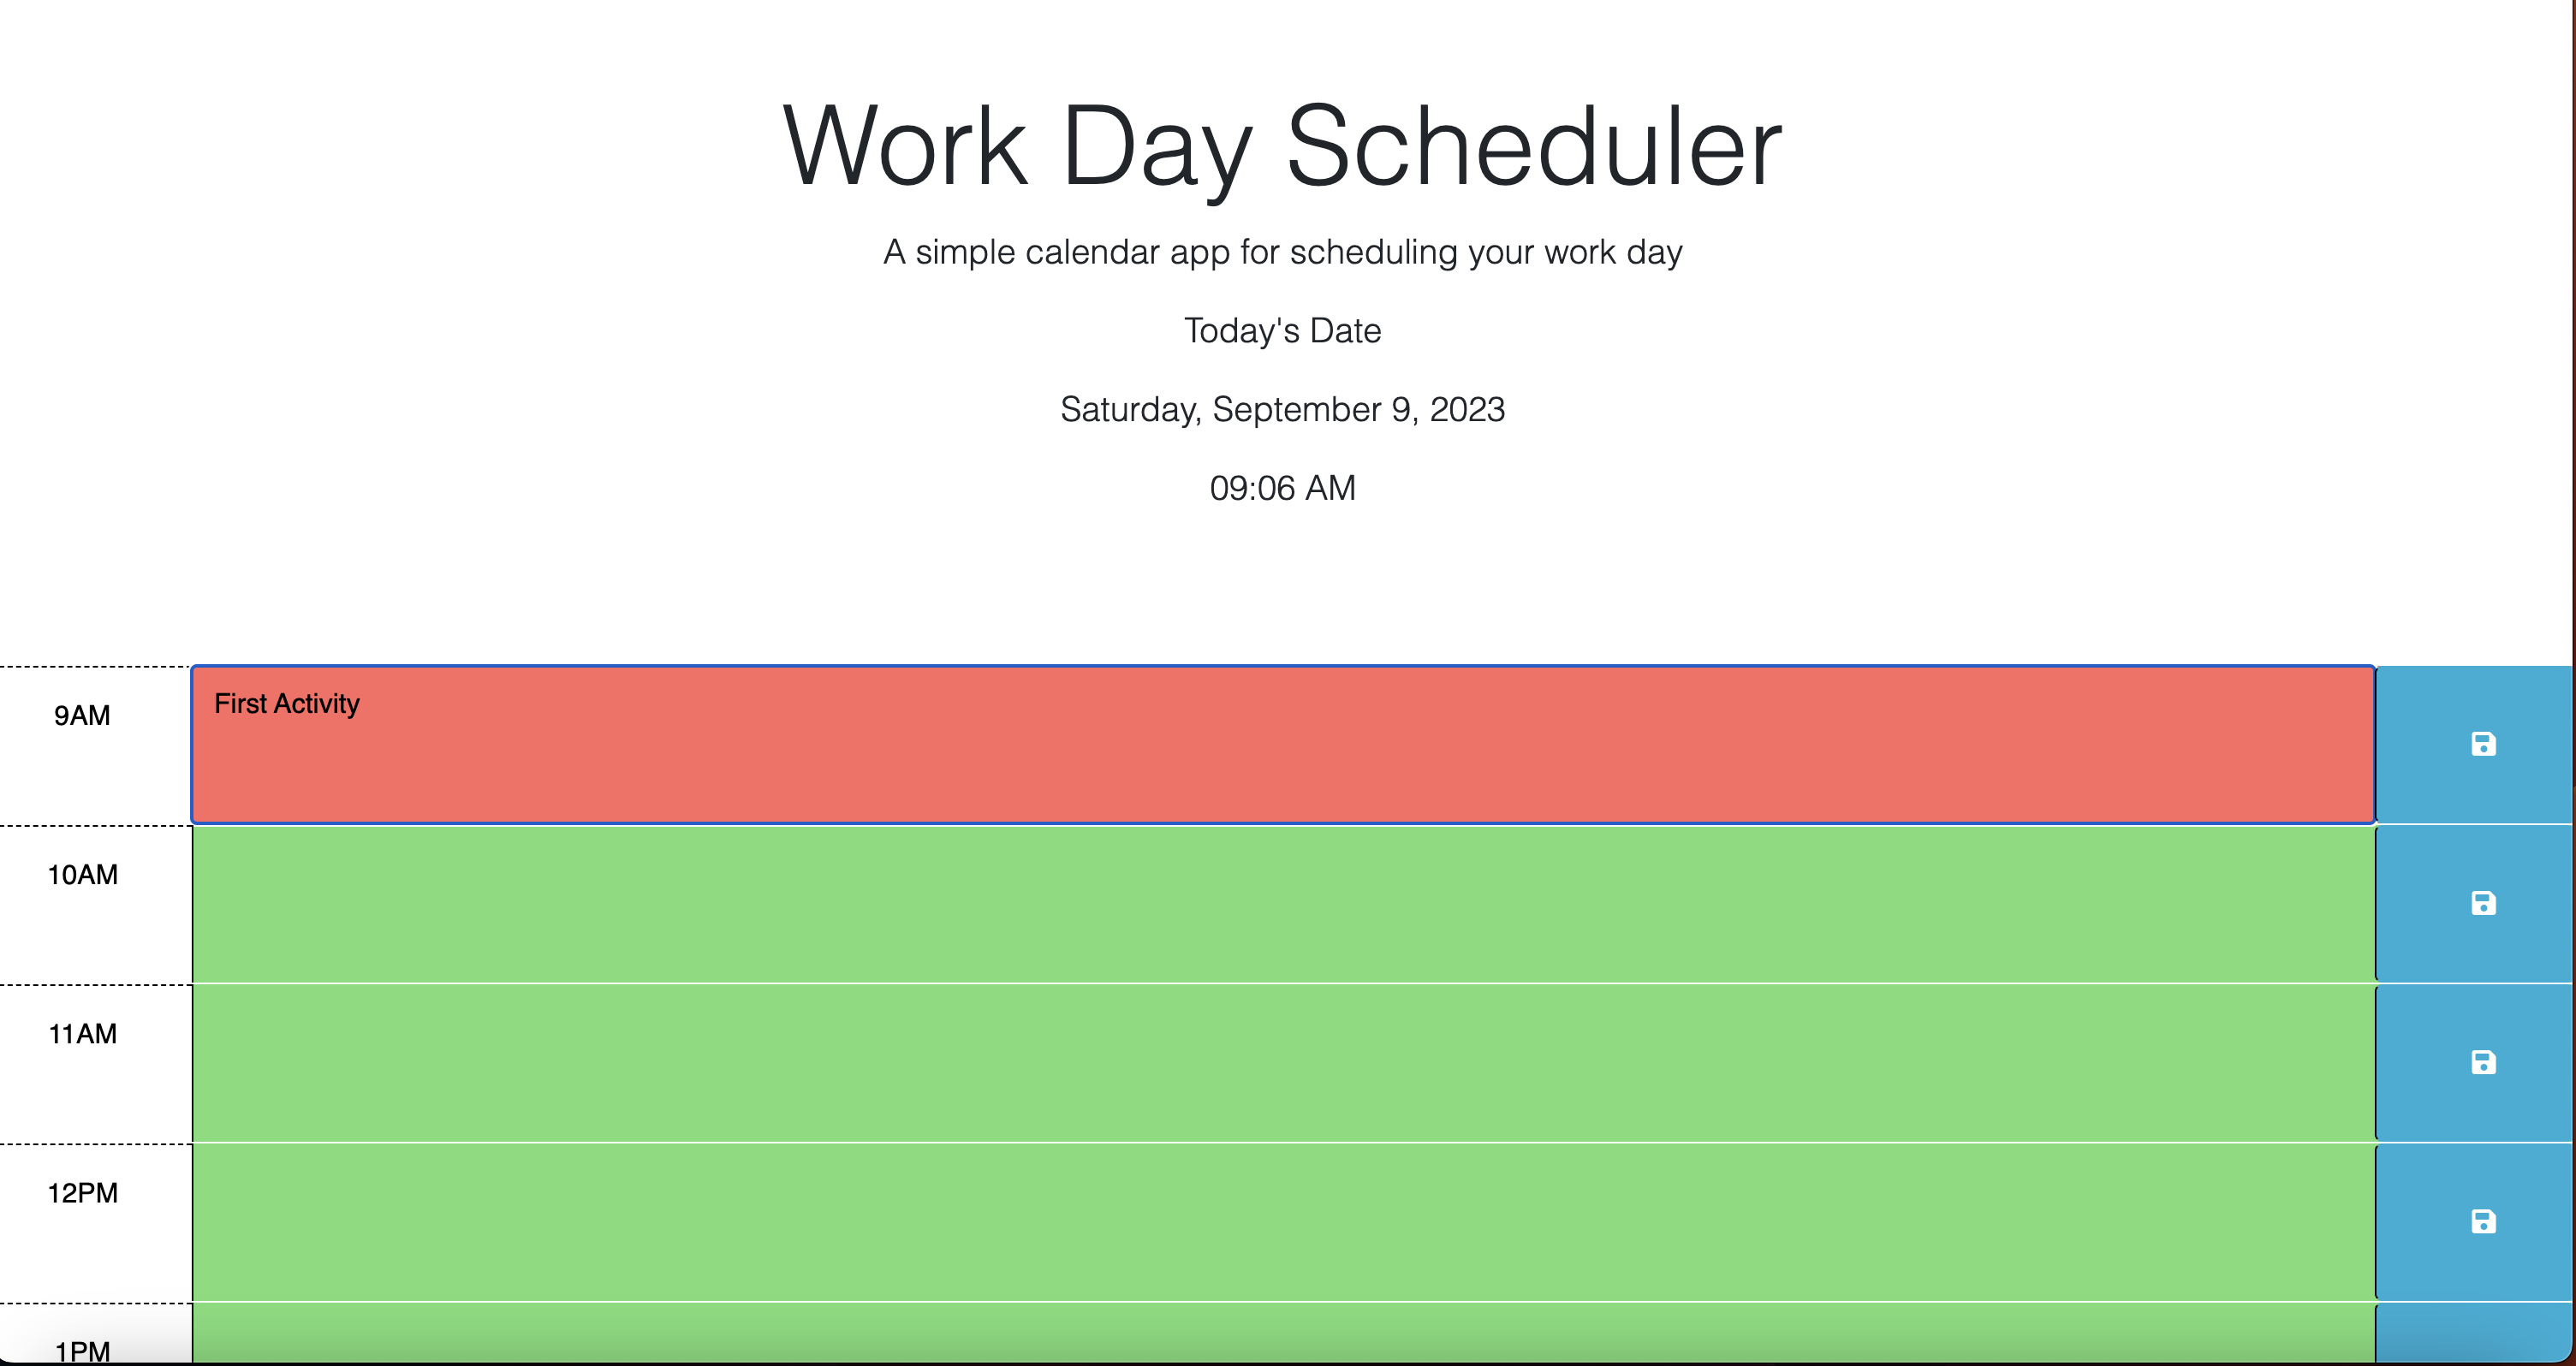 Work Day Scheduler
A simple calendar app for scheduling your work day
Today's Date
Saturday, September 9, 2023
09:06 AM
9AM
First Activity
10AM
11AM
12PM
1PM